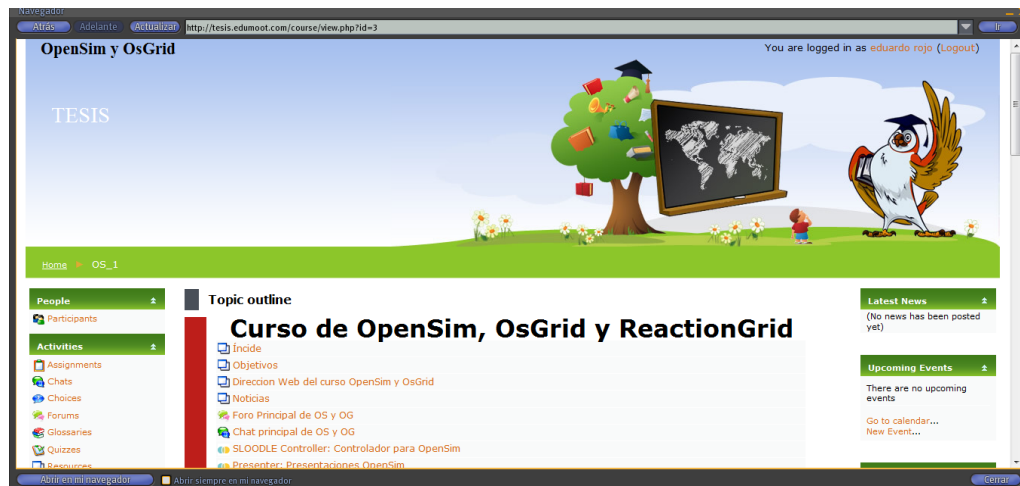 Navegador
Atrás Adelante Actualizar http://tesis.edumoot.com/course/view.php?id=3 Ir
OpenSim y OsGrid
You are logged in as eduardo rojo (Logout)
TESIS
Home OS_1
People
Participants
Activities
Assignments
Chats
Choices
Forums
Glossaries
Quizzes
Resources
Topic outline
Curso de OpenSim, OsGrid y ReactionGrid
Íncide
Objetivos
Direccion Web del curso OpenSim y OsGrid
Noticias
Foro Principal de OS y OG
Chat principal de OS y OG
SLOODLE Controller: Controlador para OpenSim
Presenter: Presentaciones OpenSim
Latest News
(No news has been posted
yet)
Upcoming Events
There are no upcoming
events
Go to calendar...
New Event...
Abrir en mi navegador Abrir siempre en mi navegador Cerrar